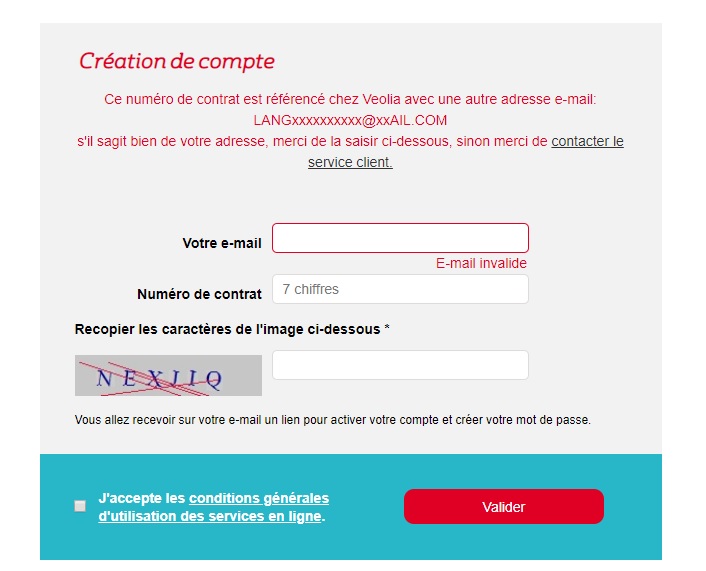 Création de compte
Ce numéro de contrat est référencé chez Veolia avec une autre adresse e-mail:
LANGxxxxxxxxxx@xxAIL.COM
s'il sagit bien de votre adresse, merci de la saisir ci-dessous, sinon merci de contacter le
service client.
Votre e-mail
E-mail invalide
Numéro de contrat 7 chiffres
Recopier les caractères de l'image ci-dessous *
NEXJIQ
Vous allez recevoir sur votre e-mail un lien pour activer votre compte et créer votre mot de passe.
J'accepte les conditions générales
d'utilisation des services en ligne.
Valider